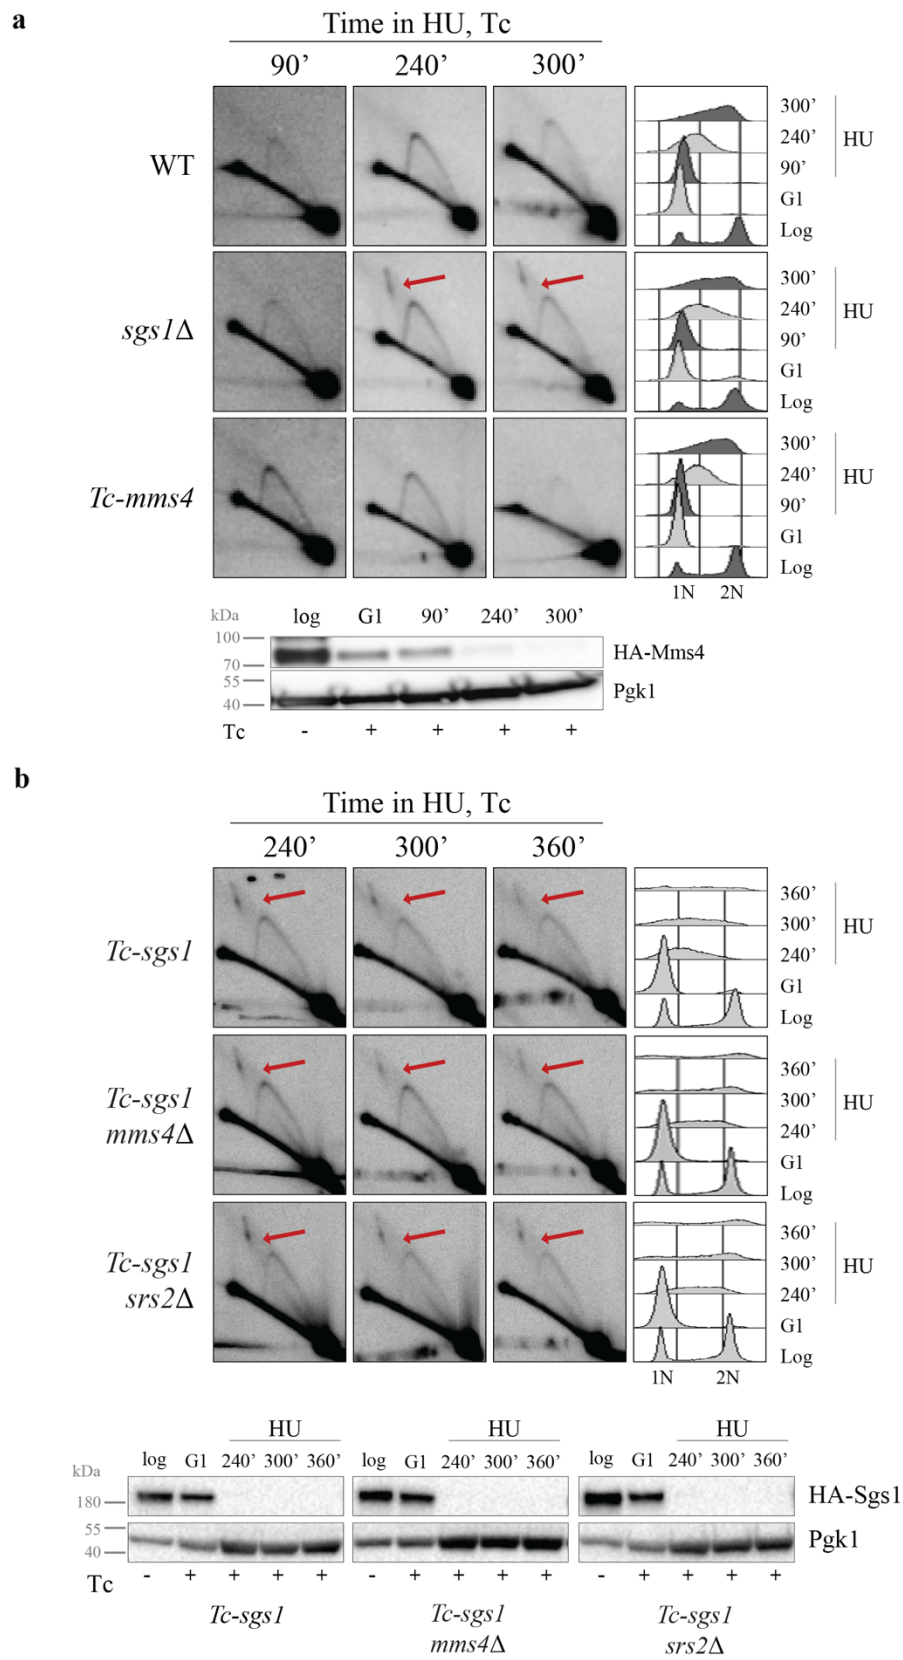 a
Time in HU, Tc
90’ 240’ 300’
WT
300’
240’
90’
G1
Log
HU
sgs1Δ
300’
240’
90’
G1
Log
HU
Tc-mms4
300’
240’
90’
G1
Log
HU
1N 2N
kDa log G1 90’ 240’ 300’
100
70
HA-Mms4
55
40
Pgk1
Tc - + + + +
b
Time in HU, Tc
240’ 300’ 360’
Tc-sgs1
360’
300’
240’
G1
Log
HU
Tc-sgs1
mms4Δ
360’
300’
240’
G1
Log
HU
Tc-sgs1
srs2Δ
360’
300’
240’
G1
Log
HU
1N 2N
HU HU HU
log G1 240’ 300’ 360’ log G1 240’ 300’ 360’ log G1 240’ 300’ 360’
kDa
180
HA-Sgs1
55
40
Pgk1
Tc - + + + + - + + + + - + + + +
Tc-sgs1 Tc-sgs1 Tc-sgs1
mms4Δ srs2Δ